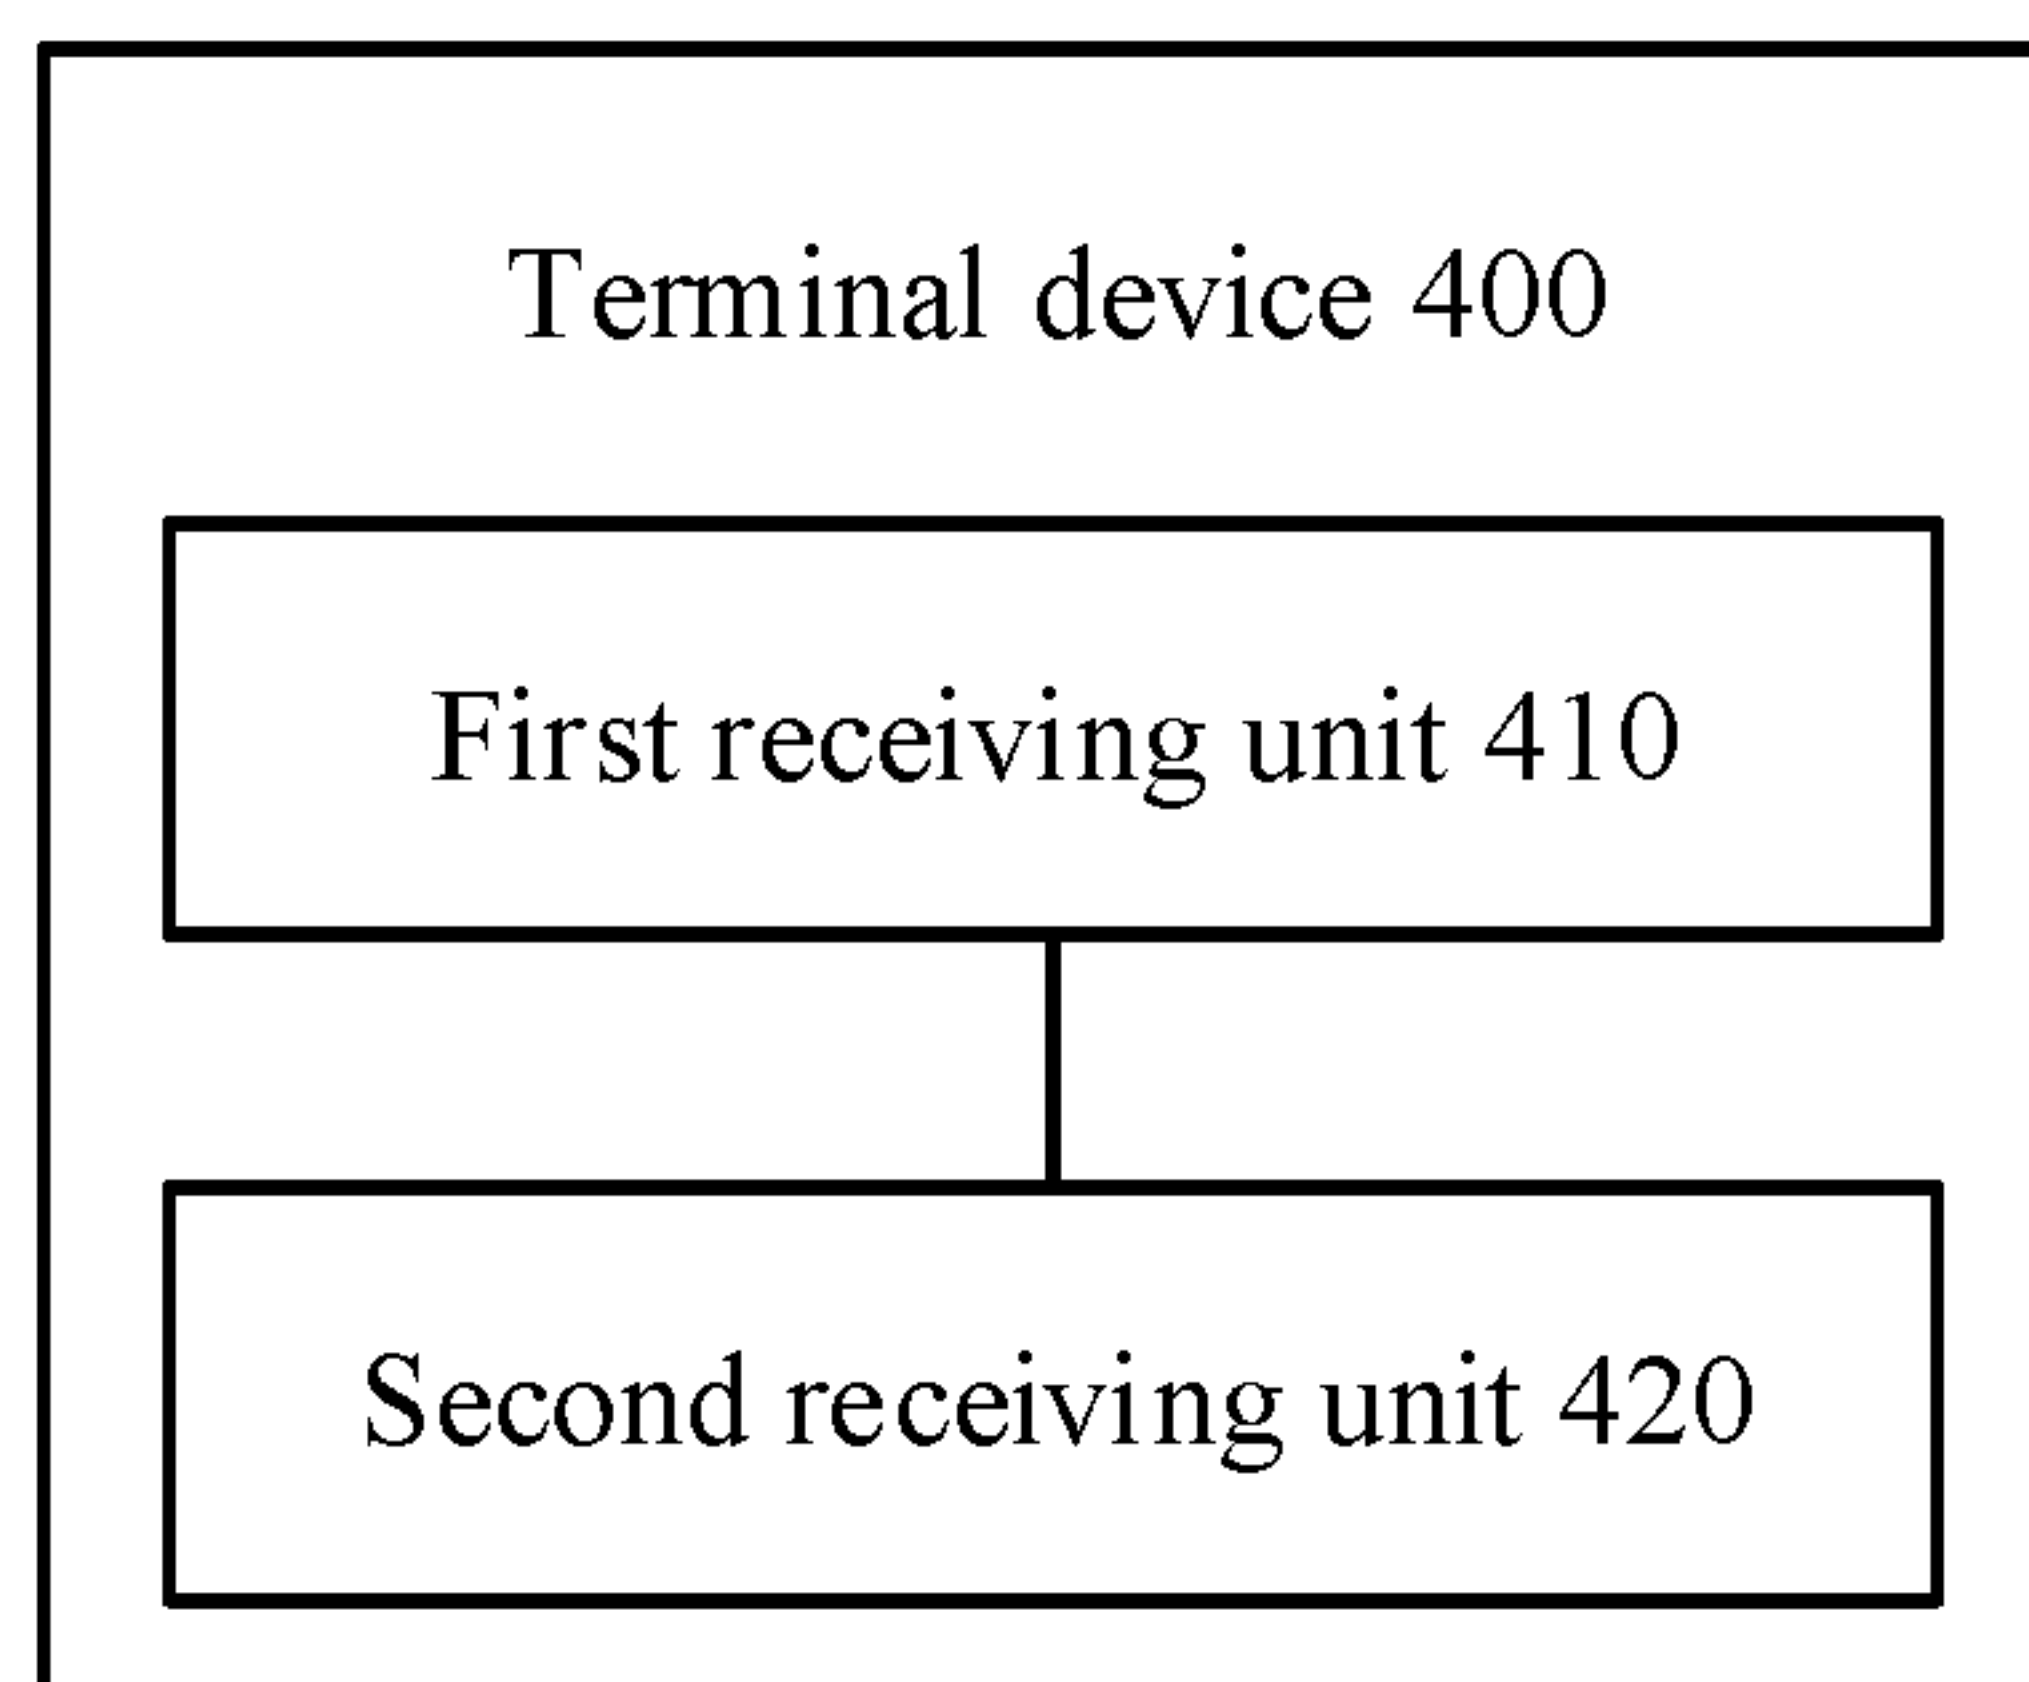 Terminal device 400
First receiving unit 410
Second receiving unit 420